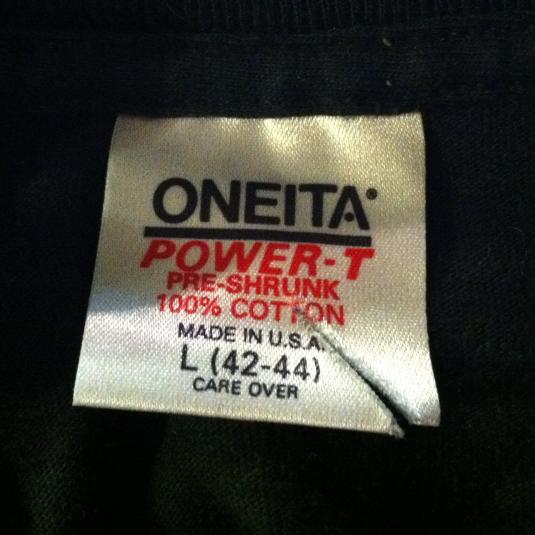 ONEITA®
POWER-T
PRE-SHRUNK
100% COTTON
MADE IN U.S.A.
L (42-44)
CARE OVER